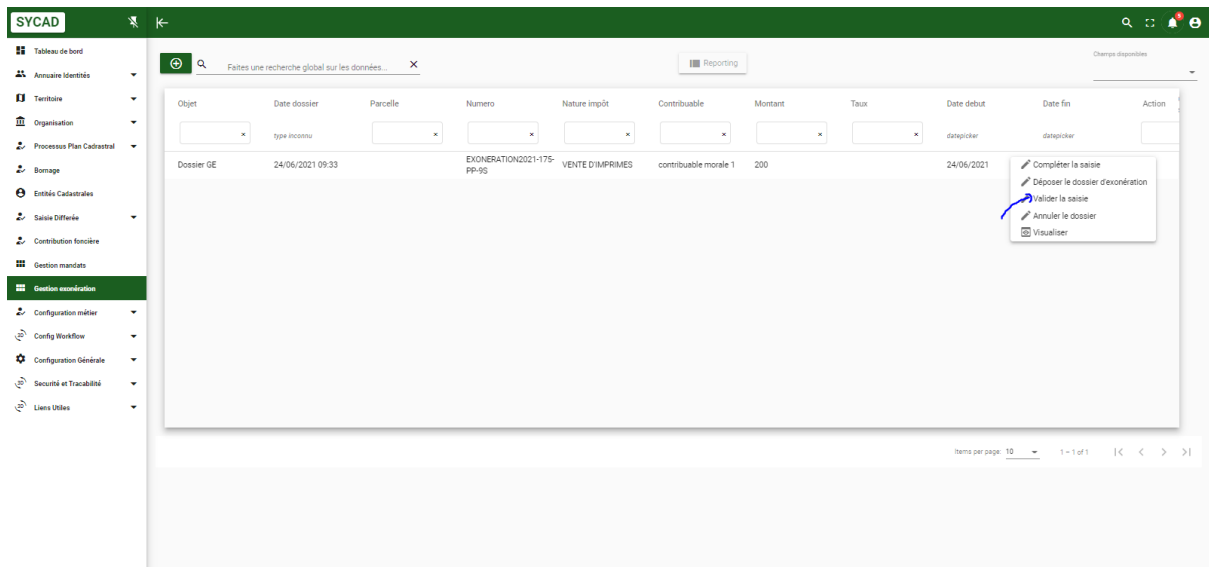 SYCAD
5
Tableau de bord
Annuaire Identités
Territoire
Organisation
Processus Plan Cadastral
Bornage
Entités Cadastrales
Saisie Différée
Contribution foncière
Gestion mandats
Gestion exonération
Configuration métier
Config Workflow
Configuration Générale
Securité et Tracabilité
Liens Utiles
Faites une recherche global sur les données...
Reporting
Champs disponibles
Objet Date dossier Parcelle Numero Nature impôt Contribuable Montant Taux Date debut Date fin Action
type inconnu datepicker datepicker
Dossier GE 24/06/2021 09:33 EXONERATION2021-175-PP-9S VENTE D'IMPRIMES contribuable morale 1 200 24/06/2021
Compléter la saisie
Déposer le dossier d'exonération
Valider la saisie
Annuler le dossier
Visualiser
Items per page: 10 1 – 1 of 1